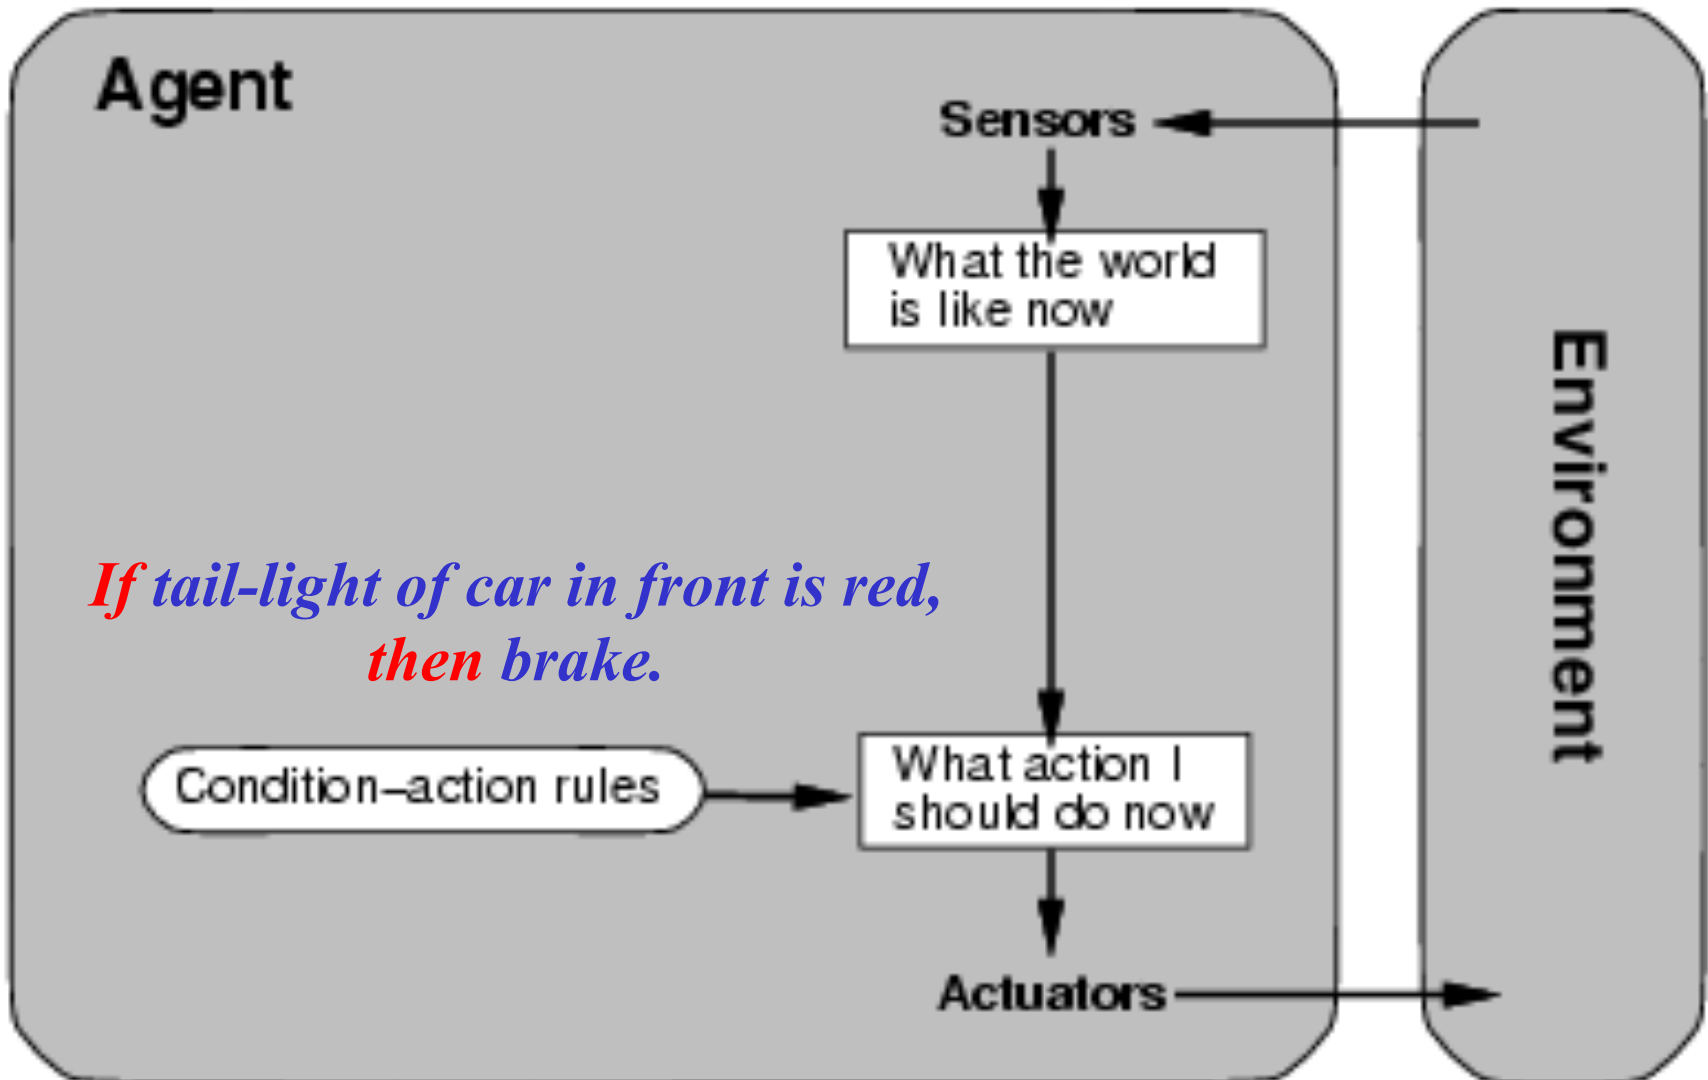 Agent
Sensors
What the world
is like now
If tail-light of car in front is red,
then brake.
Condition–action rules
What action I
should do now
Actuators
Environment